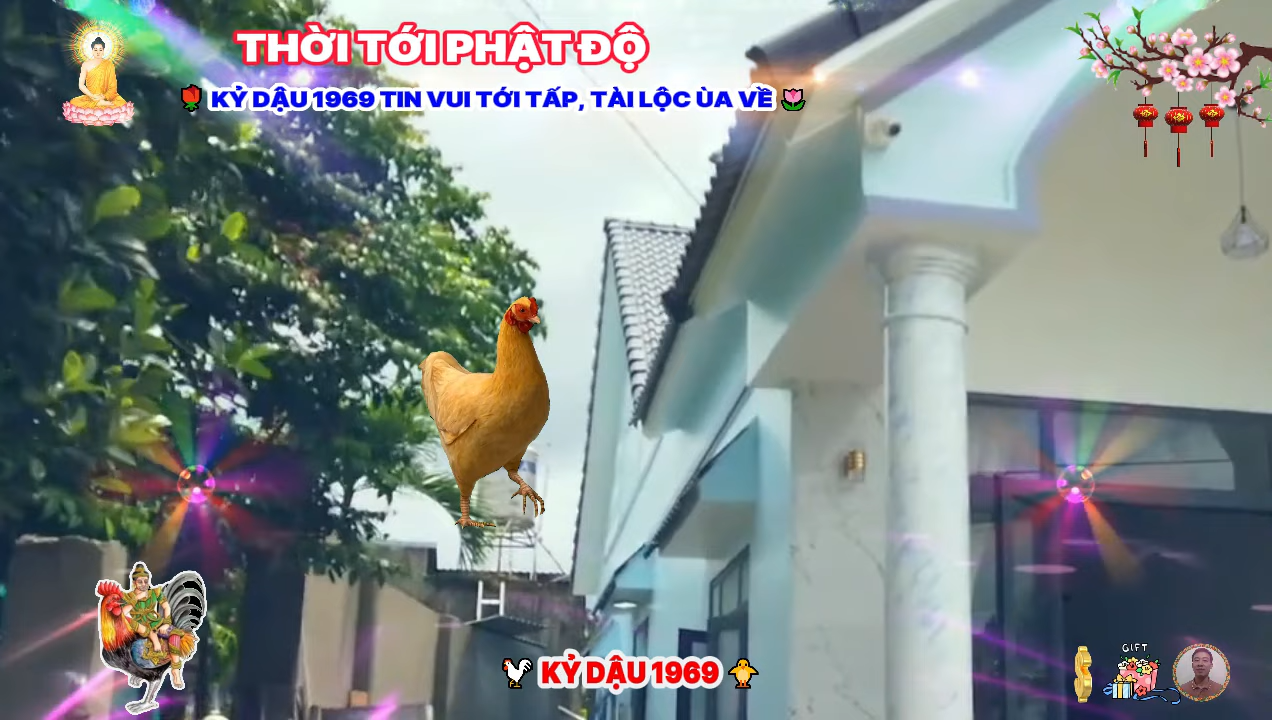 THỜI TỚI PHẬT ĐỘ
KỶ DẬU 1969 TIN VUI TỚI TẤP, TÀI LỘC ÙA VỀ
GIFT
KỶ DẬU 1969